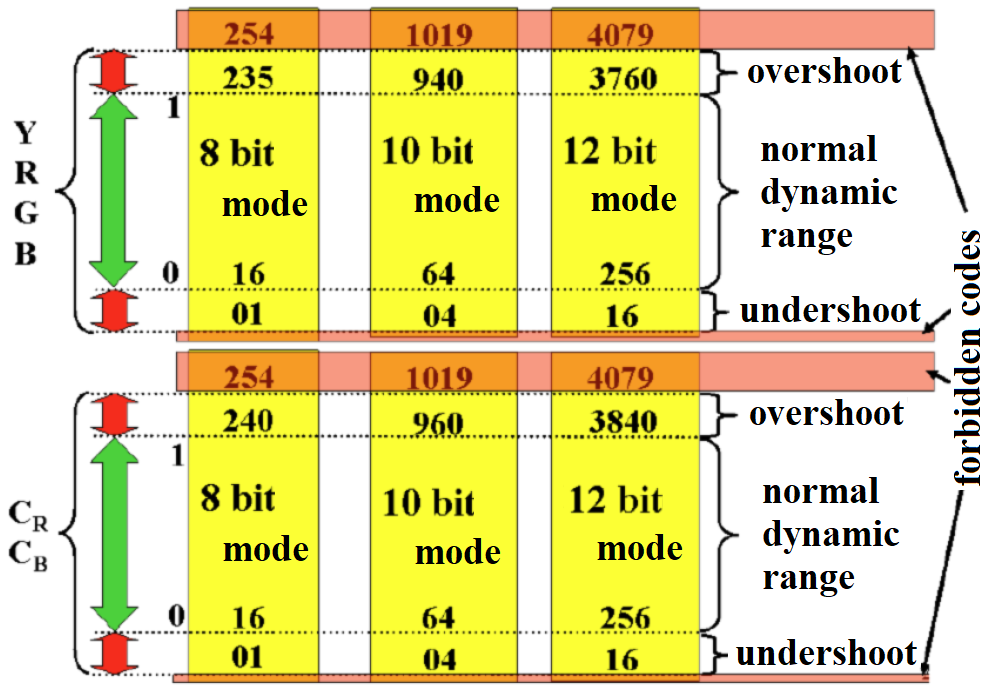 254 1019 4079
235 940 3760 overshoot
1
Y
R
G
B
8 bit
mode
10 bit
mode
12 bit
mode
normal
dynamic
range
0 16 64 256
01 04 16 undershoot
254 1019 4079
240 960 3840 overshoot
1
CR
CB
8 bit
mode
10 bit
mode
12 bit
mode
normal
dynamic
range
0 16 64 256
01 04 16 undershoot
forbidden codes